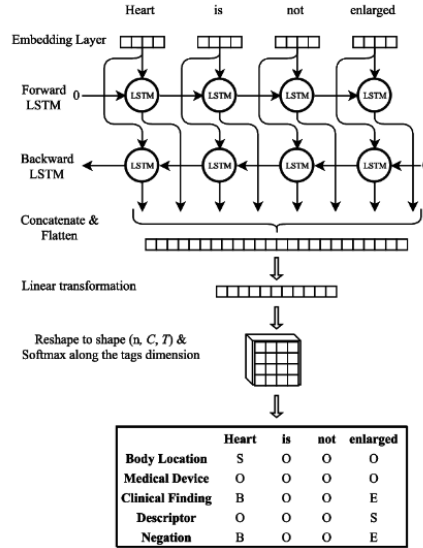 Heart is not enlarged
Embedding Layer
Forward LSTM 0 LSTM LSTM LSTM LSTM
Backward LSTM LSTM LSTM LSTM LSTM
Concatenate &
Flatten
Linear transformation
Reshape to shape (n, C, T) &
Softmax along the tags dimension
Heart is not enlarged
Body Location S O O O
Medical Device O O O O
Clinical Finding B O O E
Descriptor O O O S
Negation B O O E